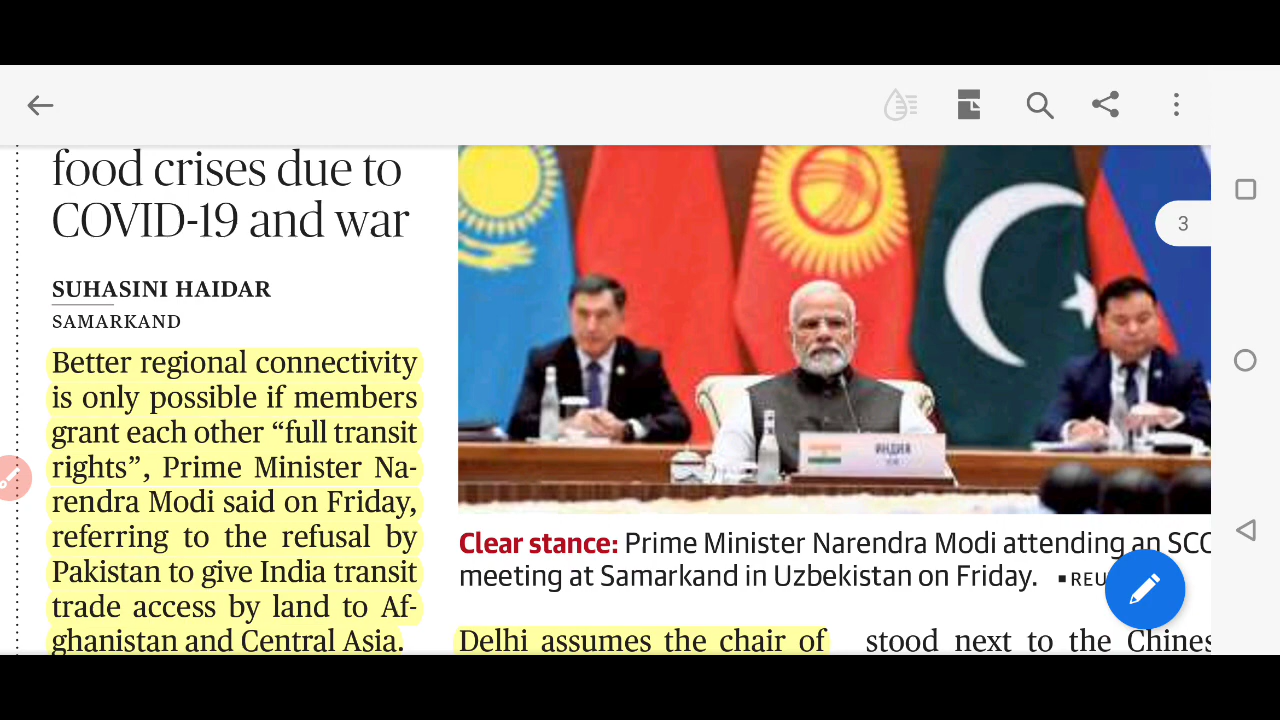 food crises due to
COVID-19 and war
SUHASINI HAIDAR
SAMARKAND
Better regional connectivity
is only possible if members
grant each other “full transit
rights”, Prime Minister Na-
rendra Modi said on Friday,
referring to the refusal by
Pakistan to give India transit
trade access by land to Af-
ghanistan and Central Asia.
3
ИНДИЯ
Clear stance: Prime Minister Narendra Modi attending an SCO
meeting at Samarkand in Uzbekistan on Friday. ▪ REU
Delhi assumes the chair of
stood next to the Chines